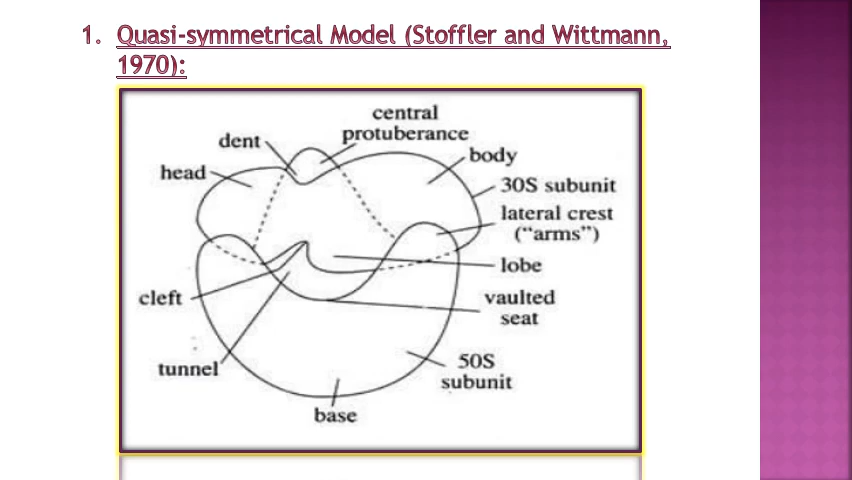 1. Quasi-symmetrical Model (Stoffler and Wittmann,
1970):
central
protuberance
dent
body
head
30S subunit
lateral crest
("arms")
lobe
cleft
vaulted
seat
tunnel
50S
subunit
base